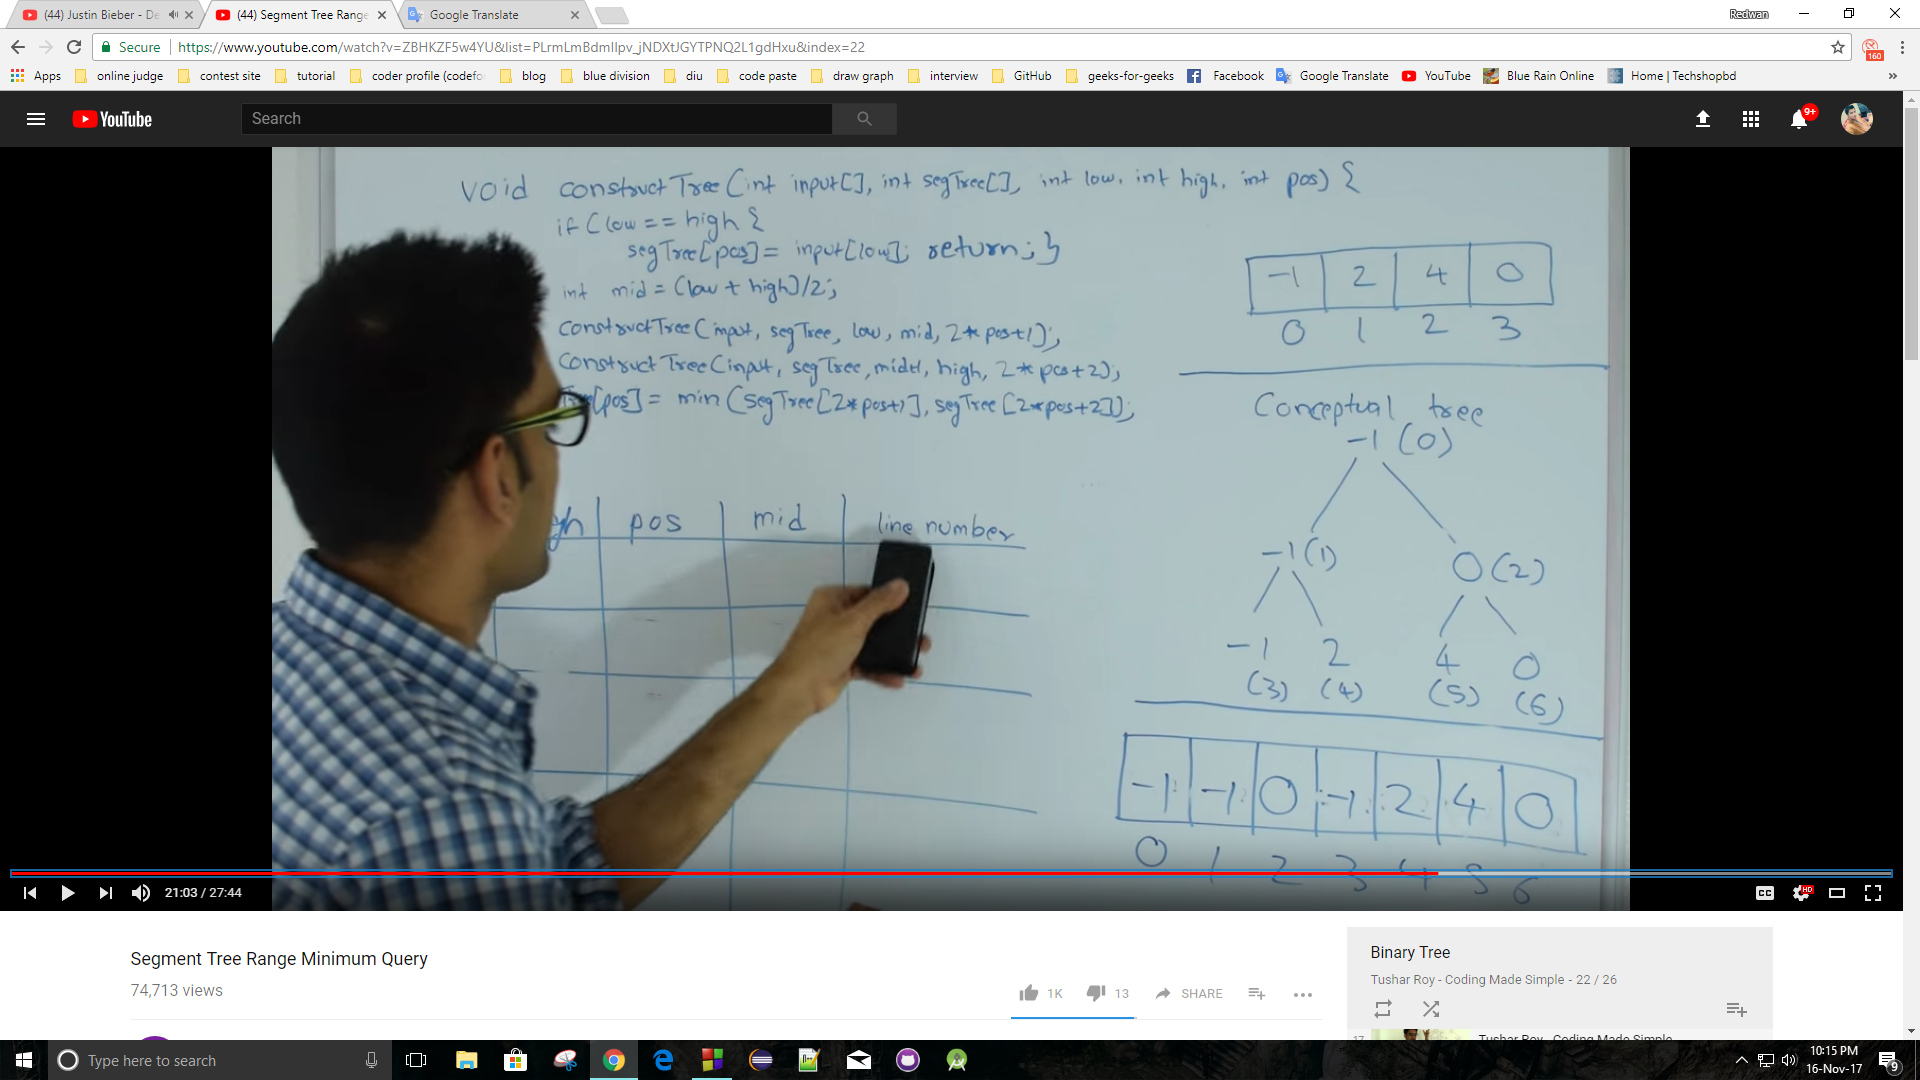 (44) Justin Bieber - De
(44) Segment Tree Range
Google Translate
Redwan
Secure
https://www.youtube.com/watch?v=ZBHKZF5w4YU&list=PLrmLmBdmIlpv_jNDXtJGYTPNQ2L1gdHxu&index=22
160
Apps
online judge
contest site
tutorial
coder profile (codefo
blog
blue division
diu
code paste
draw graph
interview
GitHub
geeks-for-geeks
Facebook
Google Translate
YouTube
Blue Rain Online
Home | Techshopbd
»
YouTube
Search
9+
void constructTree(int input[], int segTree[], int low, int high, int pos) {
if (low == high {
segTree[pos] = input[low]; return; }
int mid = (low + high)/2;
constructTree(input, segTree, low, mid, 2*pos+1);
constructTree(input, segTree, mid+1, high, 2*pos+2);
Tree[pos] = min(segTree[2*pos+1], segTree[2*pos+2]);
gh pos mid line number
-1 2 4 0
0 1 2 3
Conceptual tree
-1 (0)
-1 (1) 0 (2)
-1 2 4 0
(3) (4) (5) (6)
-1 -1 0 -1 2 4 0
0 1 2 3 4 5 6
21:03 / 27:44
CC
HD
Segment Tree Range Minimum Query
74,713 views
1K
13
SHARE
Binary Tree
Tushar Roy - Coding Made Simple - 22 / 26
17
Tushar Roy - Coding Made Simple
Type here to search
10:15 PM
16-Nov-17
9